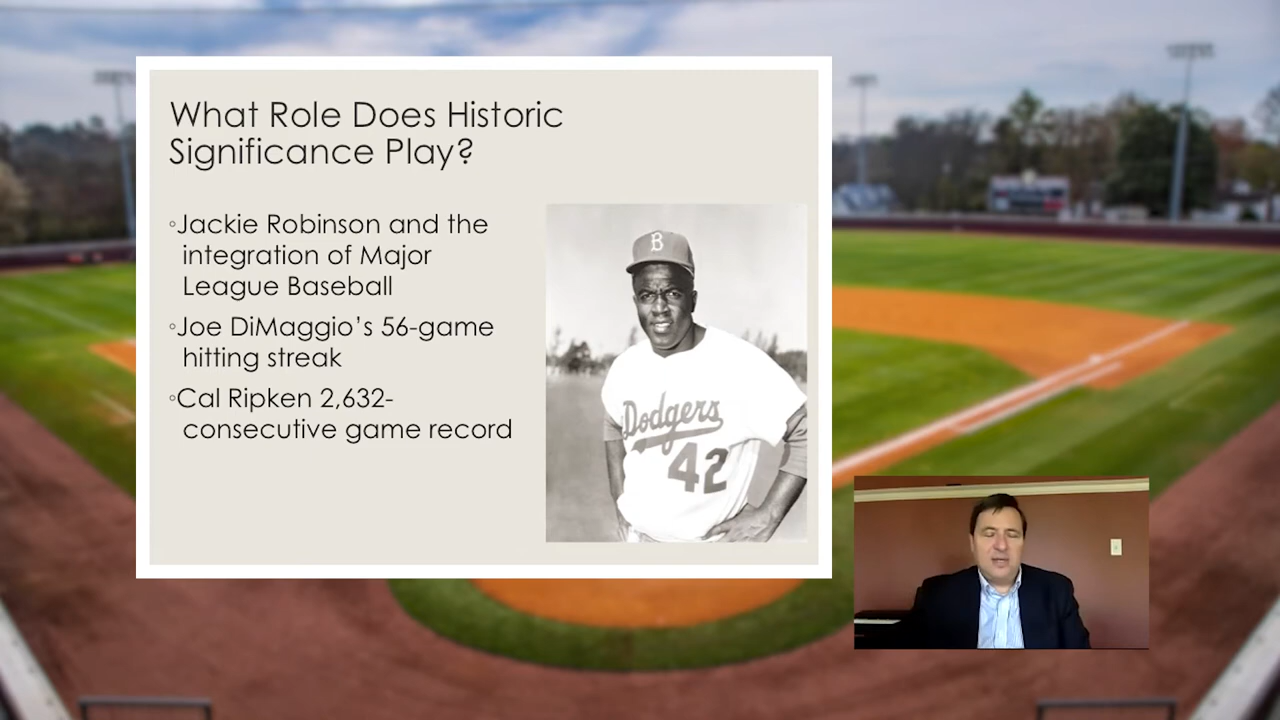 What Role Does Historic
Significance Play?
◦Jackie Robinson and the
integration of Major
League Baseball
◦Joe DiMaggio’s 56-game
hitting streak
◦Cal Ripken 2,632-
consecutive game record
B
Dodgers
42